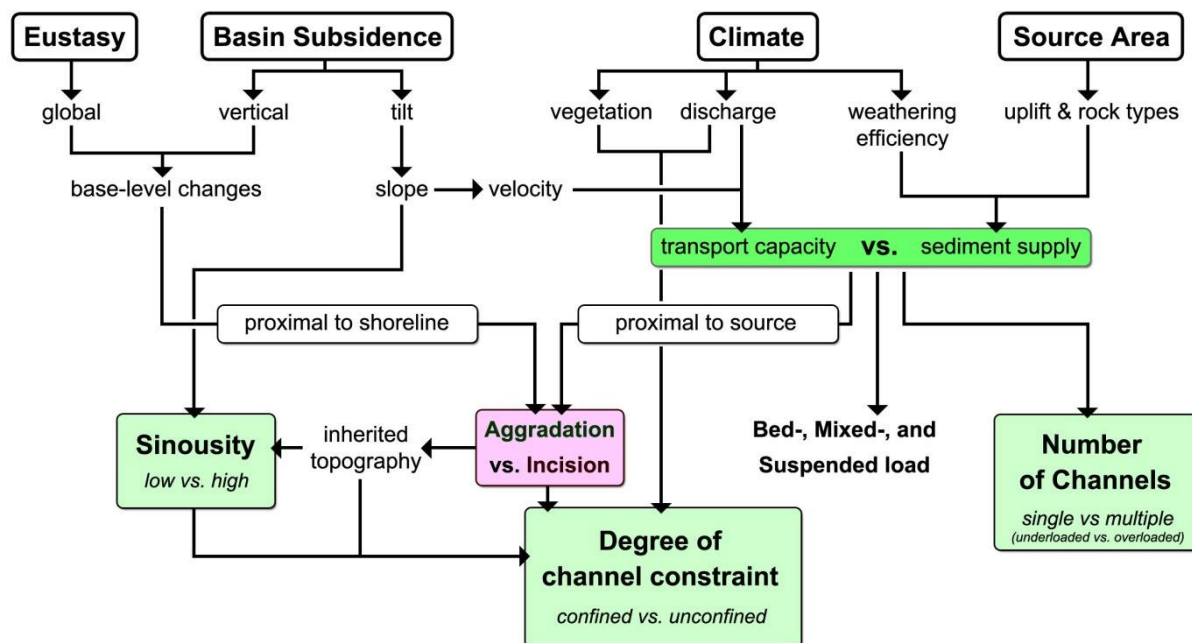 Eustasy
Basin Subsidence
Climate
Source Area
global
vertical
tilt
vegetation
discharge
weathering
efficiency
uplift & rock types
base-level changes
slope
velocity
transport capacity vs. sediment supply
proximal to shoreline
proximal to source
Sinousity
low vs. high
inherited
topography
Aggradation
vs. Incision
Bed-, Mixed-, and
Suspended load
Number
of Channels
single vs multiple
(underloaded vs. overloaded)
Degree of
channel constraint
confined vs. unconfined